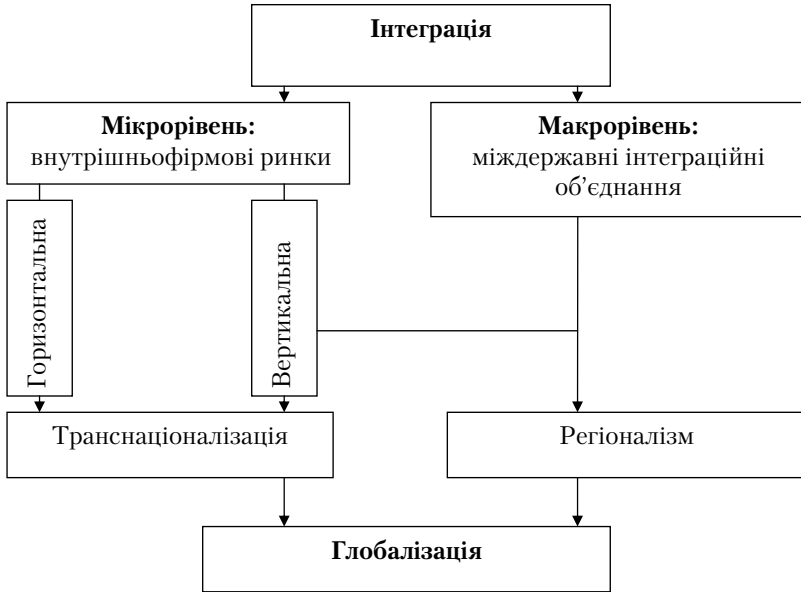 Інтеграція
Мікрорівень:
внутрішньофірмові ринки
Макрорівень:
міждержавні інтеграційні
об’єднання
Горизонтальна
Вертикальна
Транснаціоналізація
Регіоналізм
Глобалізація